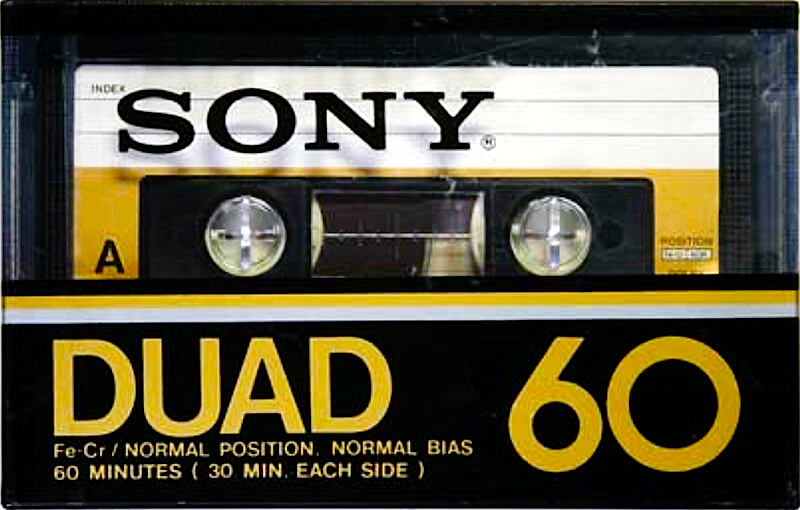 INDEX
SONY®
A
POSITION
DUAD 60
Fe-Cr / NORMAL POSITION. NORMAL BIAS
60 MINUTES ( 30 MIN. EACH SIDE )